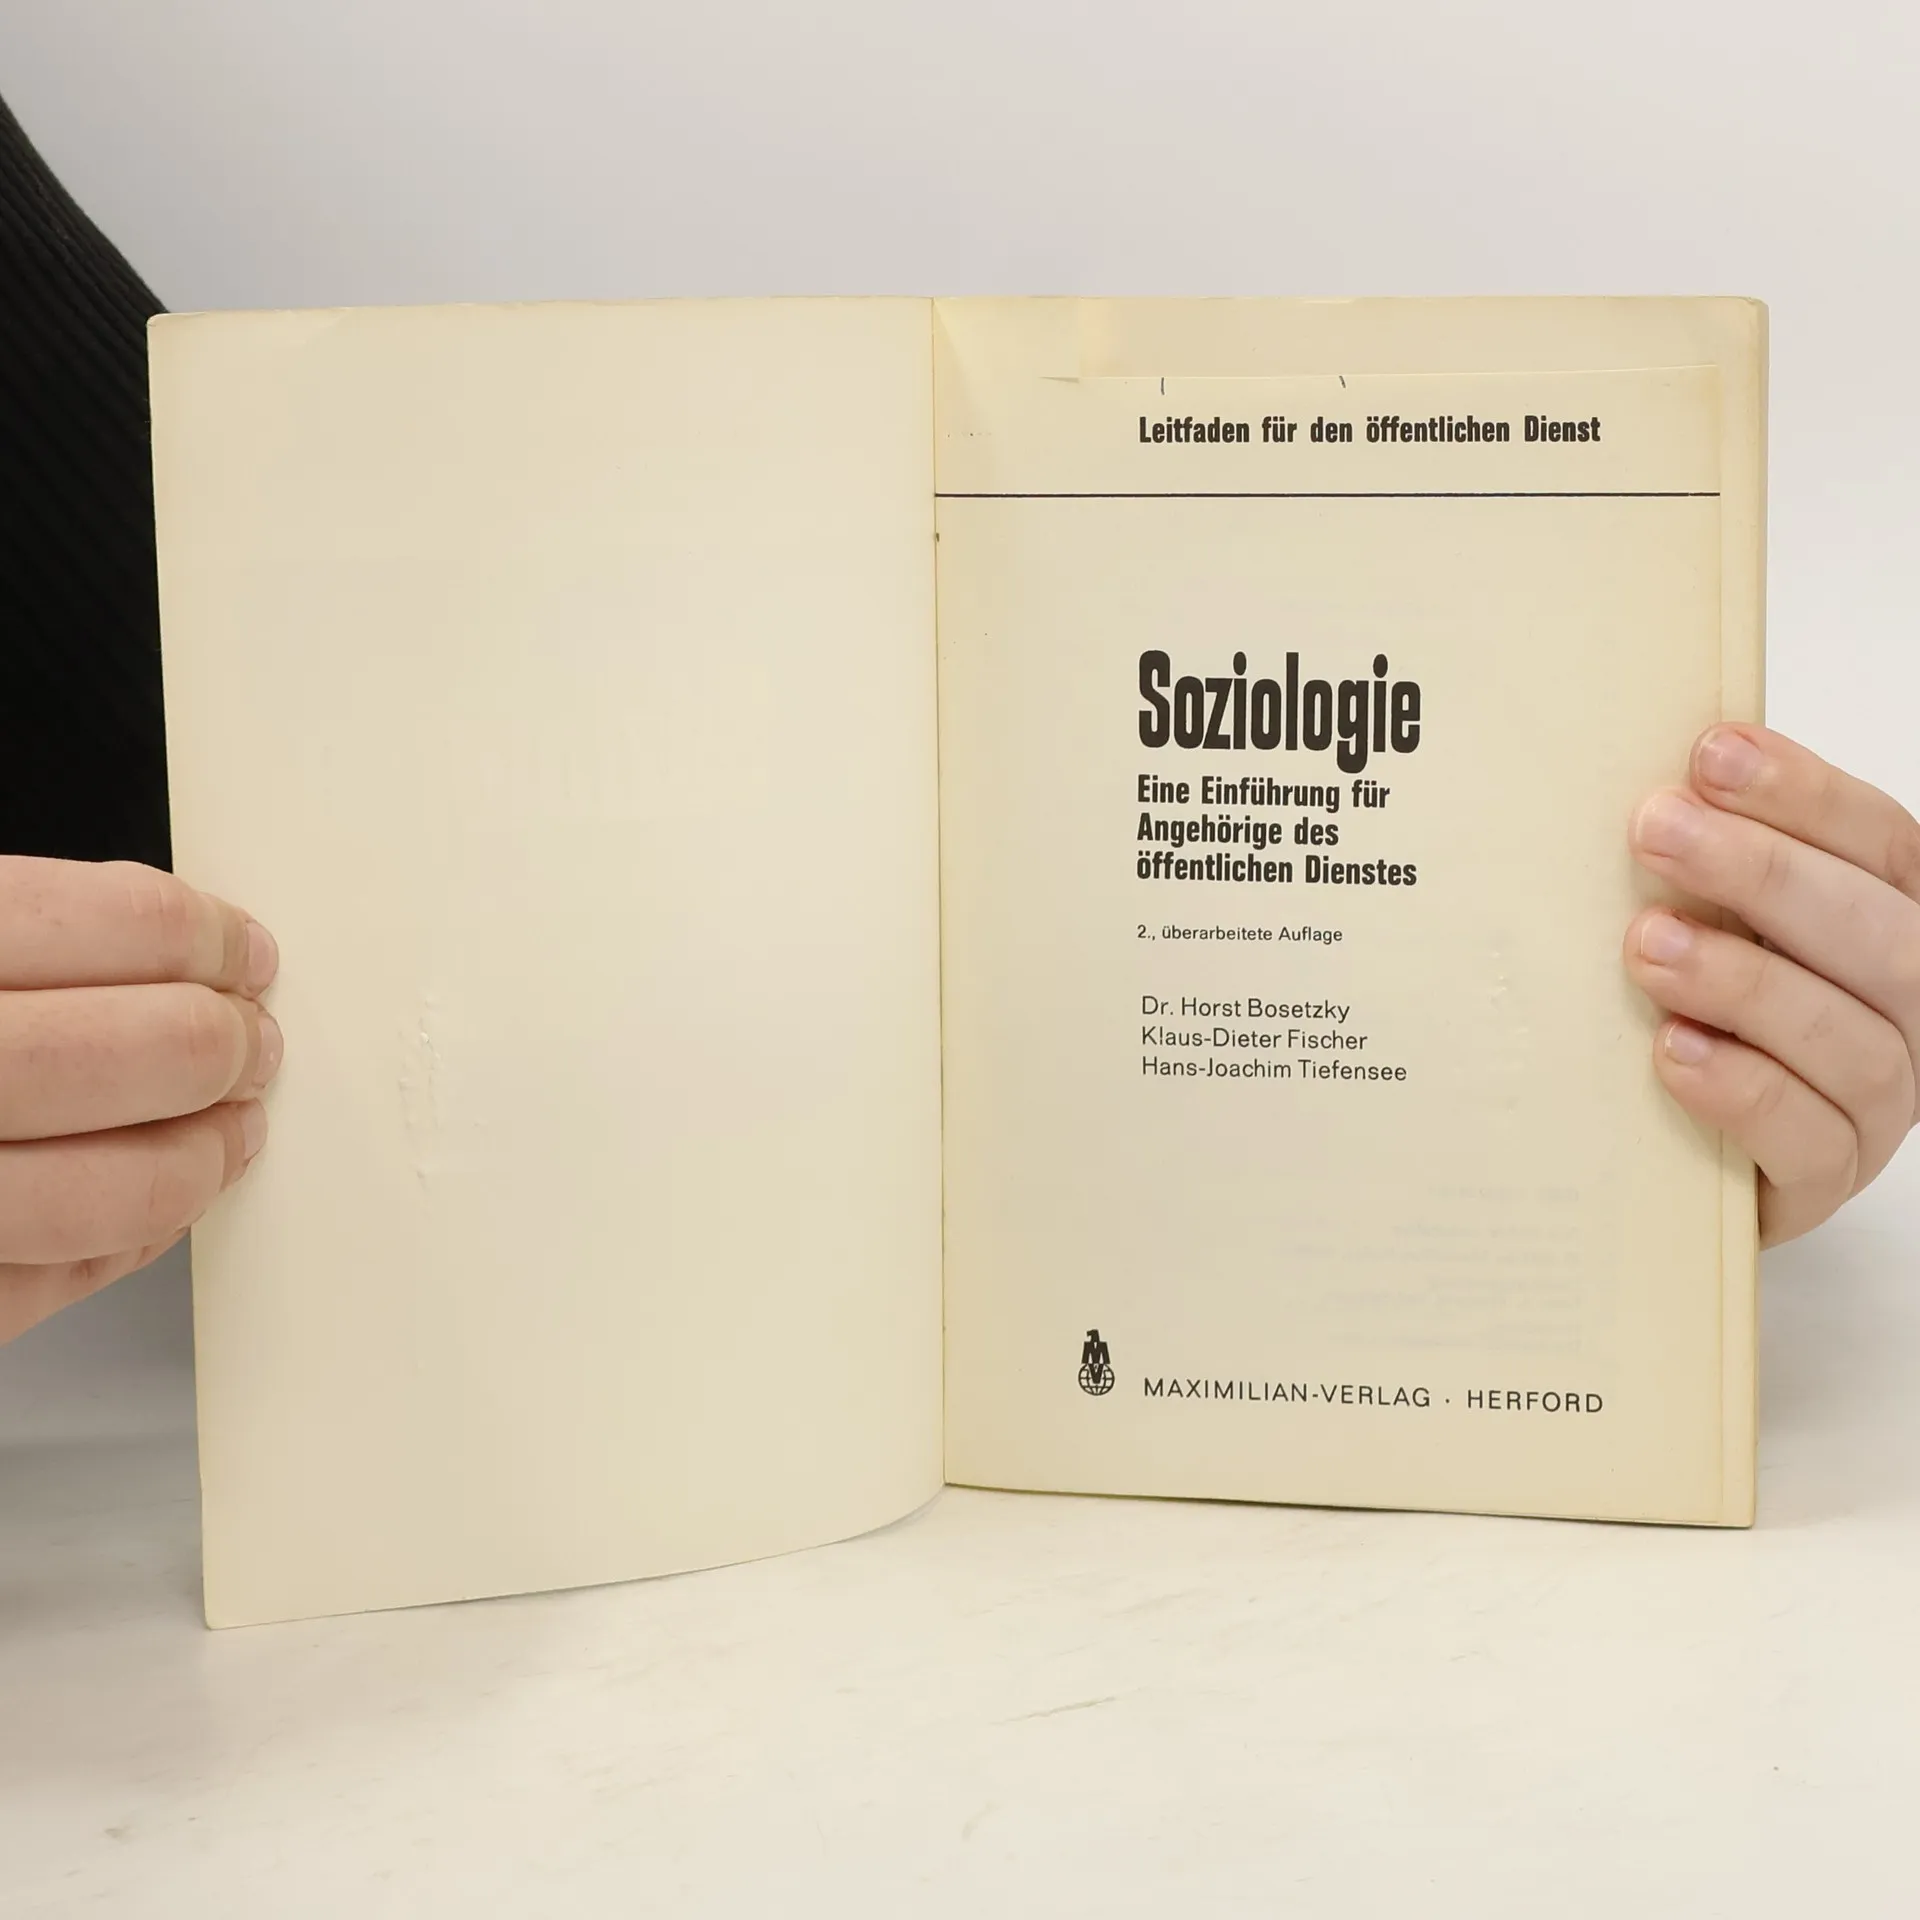 Leitfaden für den öffentlichen Dienst
Soziologie
Eine Einführung für
Angehörige des
öffentlichen Dienstes
2., überarbeitete Auflage
Dr. Horst Bosetzky
Klaus-Dieter Fischer
Hans-Joachim Tiefensee
MV
MAXIMILIAN-VERLAG · HERFORD